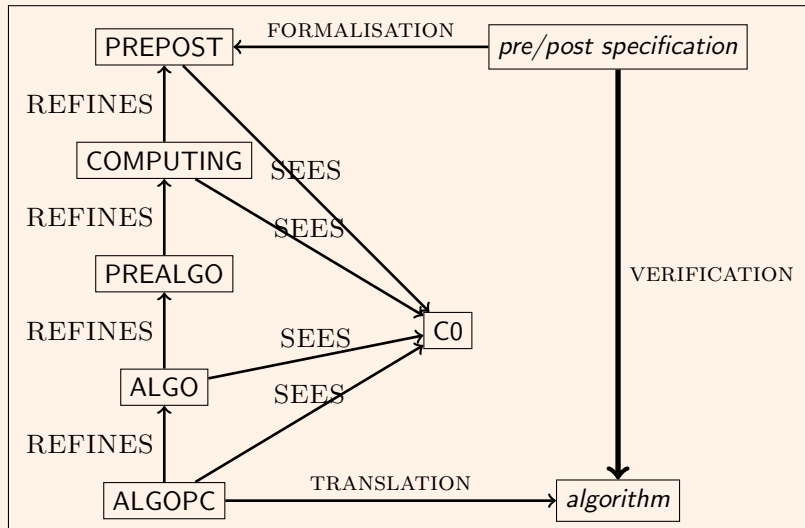 PREPOST
FORMALISATION
pre/post specification
REFINES
COMPUTING
SEES
REFINES
SEES
PREALGO
VERIFICATION
REFINES
SEES
C0
ALGO
SEES
REFINES
ALGOPC
TRANSLATION
algorithm